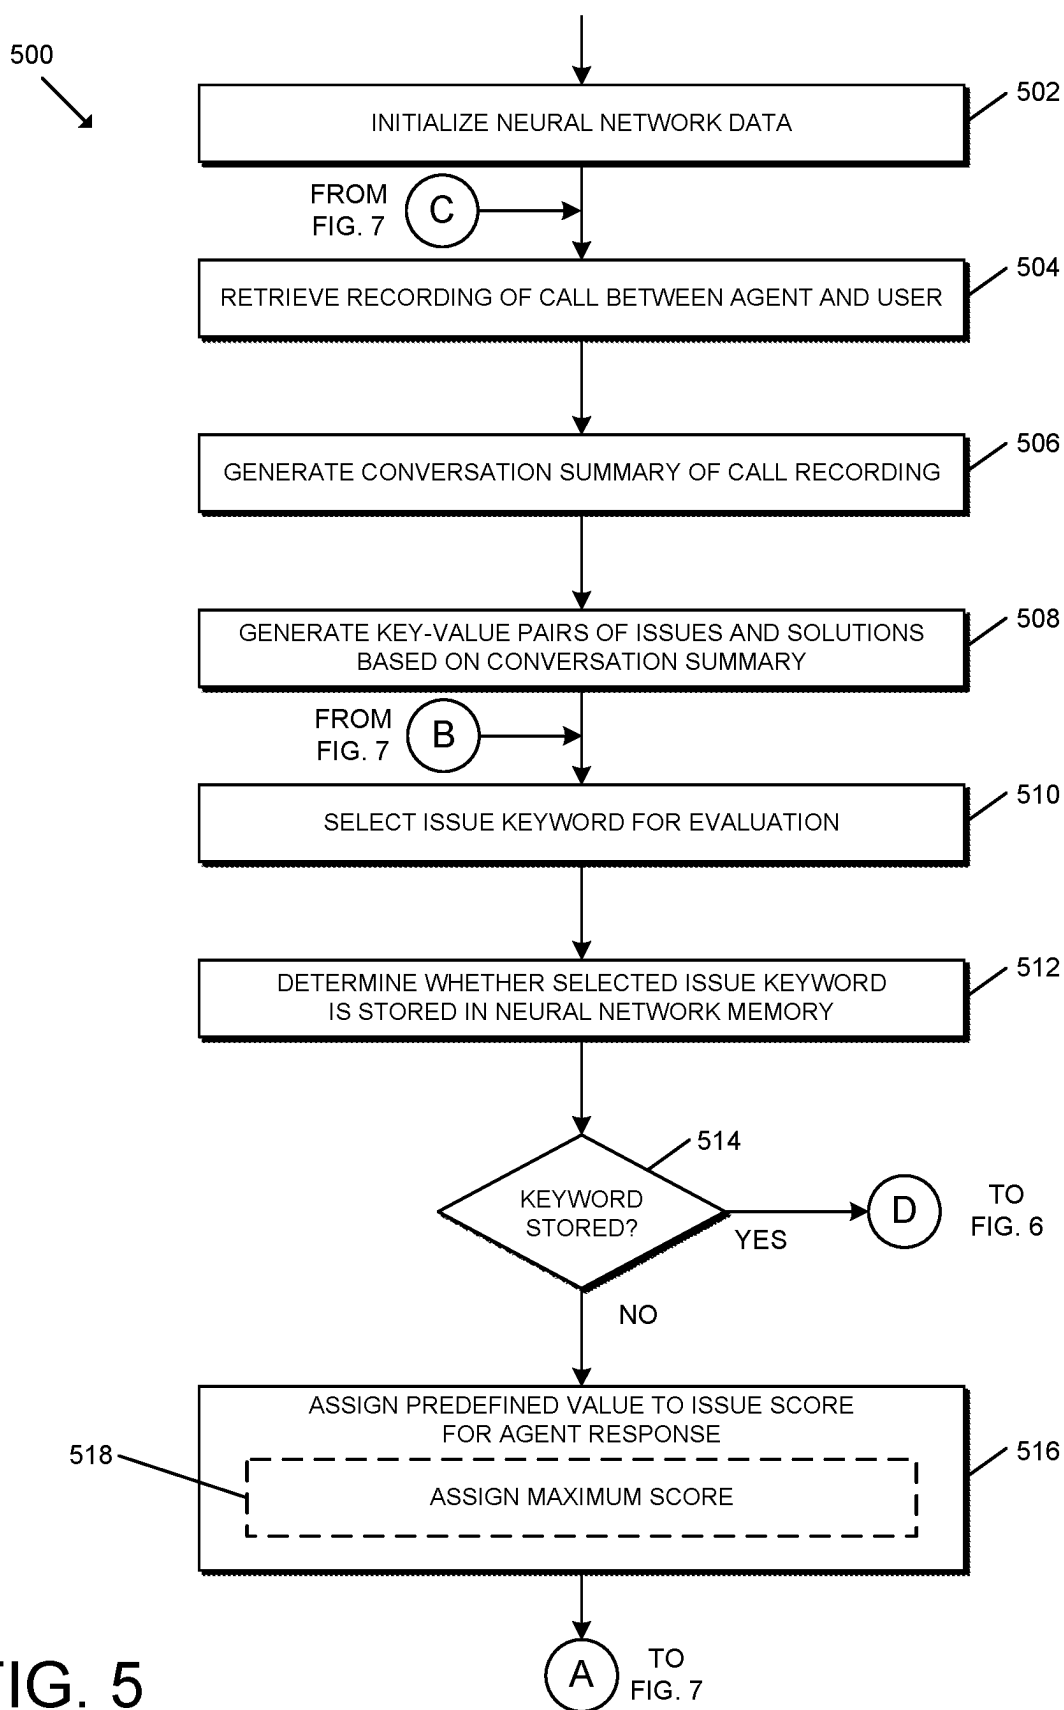 500
502
INITIALIZE NEURAL NETWORK DATA
FROM
FIG. 7
C
504
RETRIEVE RECORDING OF CALL BETWEEN AGENT AND USER
506
GENERATE CONVERSATION SUMMARY OF CALL RECORDING
508
GENERATE KEY-VALUE PAIRS OF ISSUES AND SOLUTIONS
BASED ON CONVERSATION SUMMARY
FROM
FIG. 7
B
510
SELECT ISSUE KEYWORD FOR EVALUATION
512
DETERMINE WHETHER SELECTED ISSUE KEYWORD
IS STORED IN NEURAL NETWORK MEMORY
514
KEYWORD
STORED?
YES
D
TO
FIG. 6
NO
ASSIGN PREDEFINED VALUE TO ISSUE SCORE
FOR AGENT RESPONSE
516
518
ASSIGN MAXIMUM SCORE
A
TO
FIG. 7
FIG. 5